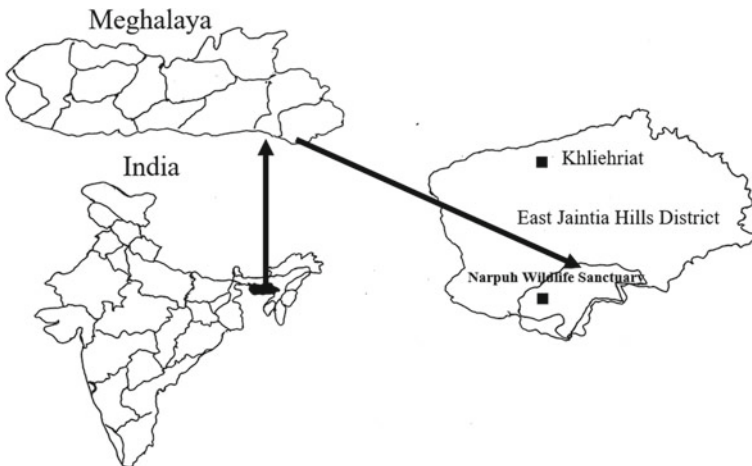 Meghalaya
India
Khliehriat
East Jaintia Hills District
Narpuh Wildlife Sanctuary